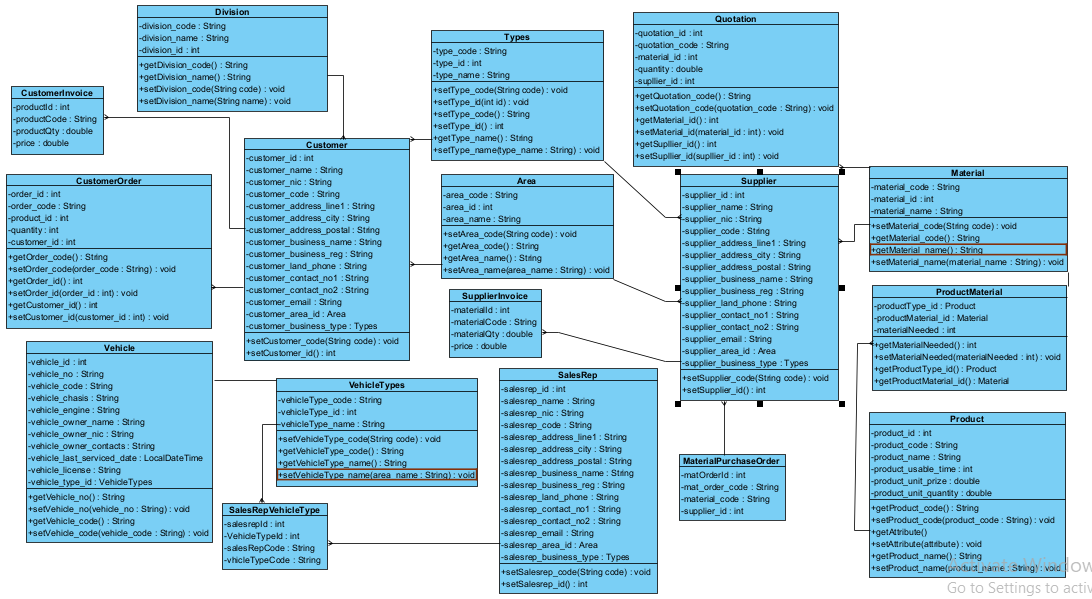 Division
-division_code : String
-division_name : String
-division_id : int
+getDivision_code() : String
+getDivision_name() : String
+setDivision_code(String code) : void
+setDivision_name(String name) : void
Types
-type_code : String
-type_id : int
-type_name : String
+setType_code(String code) : void
+setType_id(int id) : void
+setType_code() : String
+setType_id() : int
+getType_name() : String
+setType_name(type_name : String) : void
Quotation
-quotation_id : int
-quotation_code : String
-material_id : int
-quantity : double
-supllier_id : int
+getQuotation_code() : String
+setQuotation_code(quotation_code : String) : void
+getMaterial_id() : int
+setMaterial_id(material_id : int) : void
+getSupllier_id() : int
+setSupllier_id(supllier_id : int) : void
CustomerInvoice
-productId : int
-productCode : String
-productQty : double
-price : double
Customer
-customer_id : int
-customer_name : String
-customer_nic : String
-customer_code : String
-customer_address_line1 : String
-customer_address_city : String
-customer_address_postal : String
-customer_business_name : String
-customer_business_reg : String
-customer_land_phone : String
-customer_contact_no1 : String
-customer_contact_no2 : String
-customer_email : String
-customer_area_id : Area
-customer_business_type : Types
+setCustomer_code(String code) : void
+setCustomer_id() : int
CustomerOrder
-order_id : int
-order_code : String
-product_id : int
-quantity : int
-customer_id : int
+getOrder_code() : String
+setOrder_code(order_code : String) : void
+getOrder_id() : int
+setOrder_id(order_id : int) : void
+getCustomer_id() : int
+setCustomer_id(customer_id : int) : void
Area
-area_code : String
-area_id : int
-area_name : String
+setArea_code(String code) : void
+getArea_code() : String
+getArea_name() : String
+setArea_name(area_name : String) : void
Supplier
-supplier_id : int
-supplier_name : String
-supplier_nic : String
-supplier_code : String
-supplier_address_line1 : String
-supplier_address_city : String
-supplier_address_postal : String
-supplier_business_name : String
-supplier_business_reg : String
-supplier_land_phone : String
-supplier_contact_no1 : String
-supplier_contact_no2 : String
-supplier_email : String
-supplier_area_id : Area
-supplier_business_type : Types
+setSupplier_code(String code) : void
+setSupplier_id() : int
Material
-material_code : String
-material_id : int
-material_name : String
+setMaterial_code(String code) : void
+getMaterial_code() : String
+getMaterial_name() : String
+setMaterial_name(material_name : String) : void
SupplierInvoice
-materialId : int
-materialCode : String
-materialQty : double
-price : double
ProductMaterial
-productType_id : Product
-productMaterial_id : Material
-materialNeeded : int
+getMaterialNeeded() : int
+setMaterialNeeded(materialNeeded : int) : void
+getProductType_id() : Product
+getProductMaterial_id() : Material
Vehicle
-vehicle_id : int
-vehicle_no : String
-vehicle_code : String
-vehicle_chasis : String
-vehicle_engine : String
-vehicle_owner_name : String
-vehicle_owner_nic : String
-vehicle_owner_contacts : String
-vehicle_last_serviced_date : LocalDateTime
-vehicle_license : String
-vehicle_type_id : VehicleTypes
+getVehicle_no() : String
+setVehicle_no(vehicle_no : String) : void
+getVehicle_code() : String
+setVehicle_code(vehicle_code : String) : void
VehicleTypes
-vehicleType_code : String
-vehicleType_id : int
-vehicleType_name : String
+setVehicleType_code(String code) : void
+getVehicleType_code() : String
+getVehicleType_name() : String
+setVehicleType_name(area_name : String) : void
SalesRep
-salesrep_id : int
-salesrep_name : String
-salesrep_nic : String
-salesrep_code : String
-salesrep_address_line1 : String
-salesrep_address_city : String
-salesrep_address_postal : String
-salesrep_business_name : String
-salesrep_business_reg : String
-salesrep_land_phone : String
-salesrep_contact_no1 : String
-salesrep_contact_no2 : String
-salesrep_email : String
-salesrep_area_id : Area
-salesrep_business_type : Types
+setSalesrep_code(String code) : void
+setSalesrep_id() : int
SalesRepVehicleType
-salesrepId : int
-VehicleTypeId : int
-salesRepCode : String
-vhicleTypeCode : String
MaterialPurchaseOrder
-matOrderId : int
-mat_order_code : String
-material_code : String
-supplier_id : int
Product
-product_id : int
-product_code : String
-product_name : String
-product_usable_time : int
-product_unit_prize : double
-product_unit_quantity : double
+getProduct_code() : String
+setProduct_code(product_code : String) : void
+getAttribute()
+setAttribute(attribute) : void
+getProduct_name() : String
+setProduct_name(product_name : String) : void
Activate Window
Go to Settings to activ